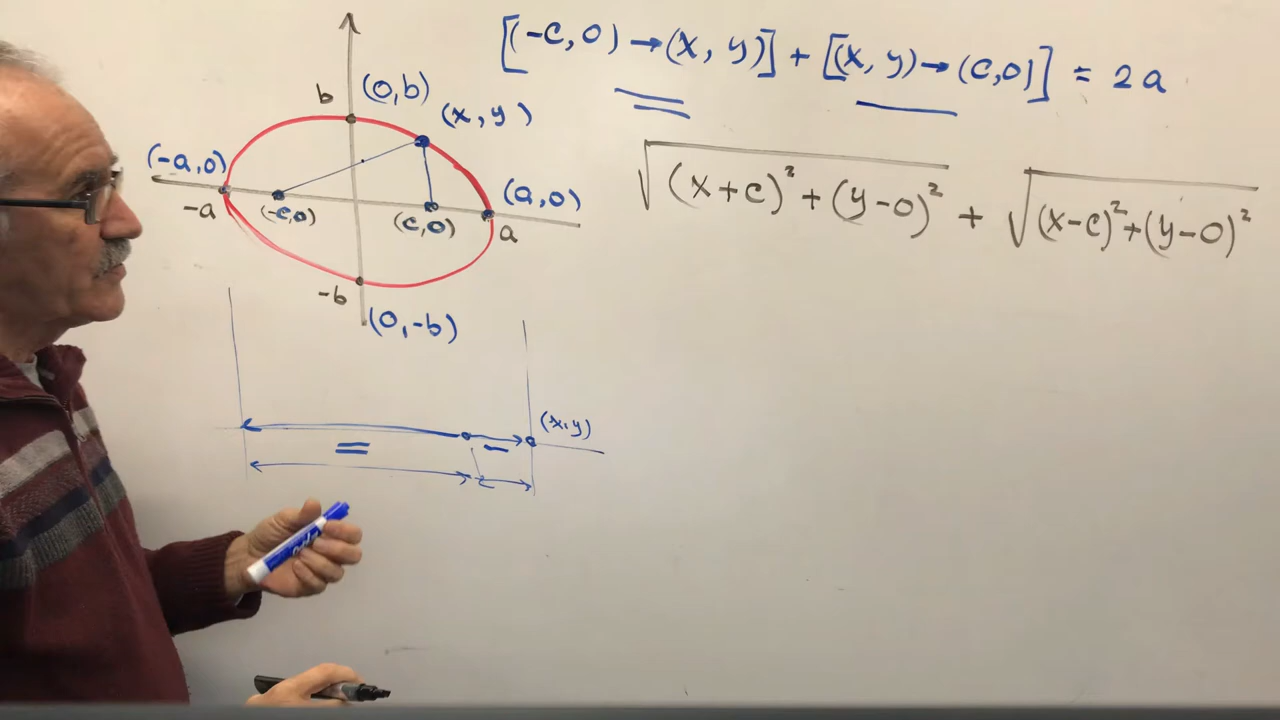 [(-c,0)→(x,y)]+[(x,y)→(c,0)] = 2a
b (0,b)
(x,y)
(-a,0)
(a,0)
-a (-c,0) (c,0) a
-b
(0,-b)
√(x+c)²+(y-0)² + √(x-c)²+(y-0)²
(x,y)